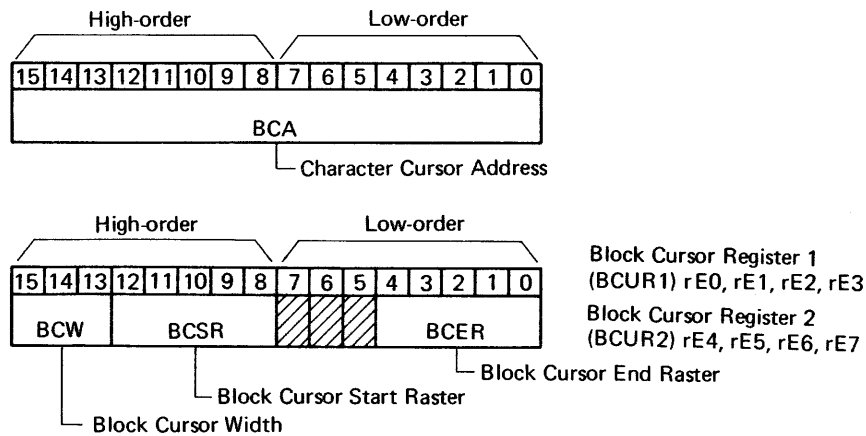 High-order Low-order
15 14 13 12 11 10 9 8 7 6 5 4 3 2 1 0
BCA
Character Cursor Address
High-order Low-order
15 14 13 12 11 10 9 8 7 6 5 4 3 2 1 0
BCW BCSR BCER
Block Cursor End Raster
Block Cursor Start Raster
Block Cursor Width
Block Cursor Register 1
(BCUR1) rE0, rE1, rE2, rE3
Block Cursor Register 2
(BCUR2) rE4, rE5, rE6, rE7